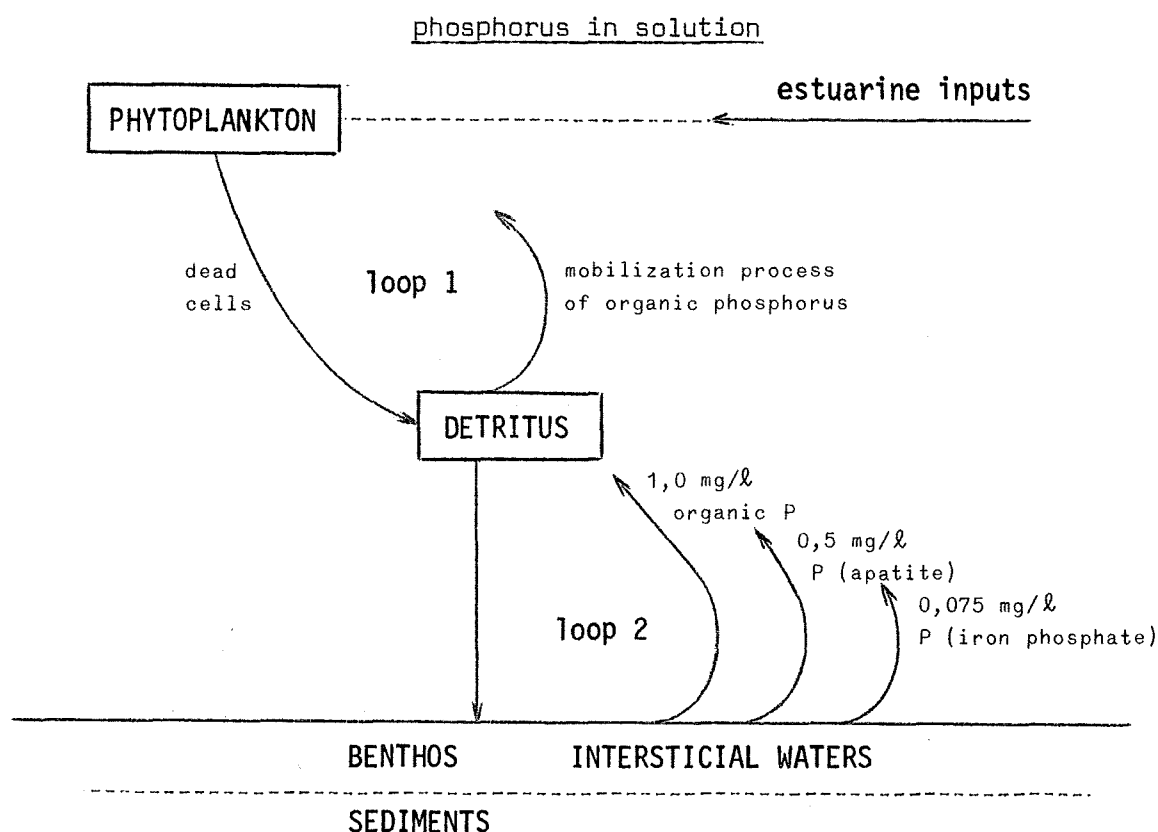 phosphorus in solution
estuarine inputs
PHYTOPLANKTON
dead
cells
loop 1
mobilization process
of organic phosphorus
DETRITUS
1,0 mg/ℓ
organic P
0,5 mg/ℓ
P (apatite)
0,075 mg/ℓ
P (iron phosphate)
loop 2
BENTHOS
INTERSTICIAL WATERS
SEDIMENTS